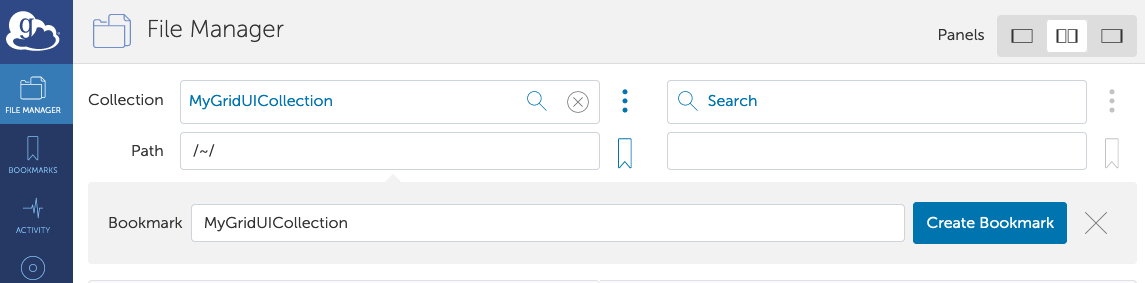 g
File Manager
Panels
FILE MANAGER
Collection MyGridUICollection Search
Path /~/
BOOKMARKS
Bookmark MyGridUICollection Create Bookmark
ACTIVITY